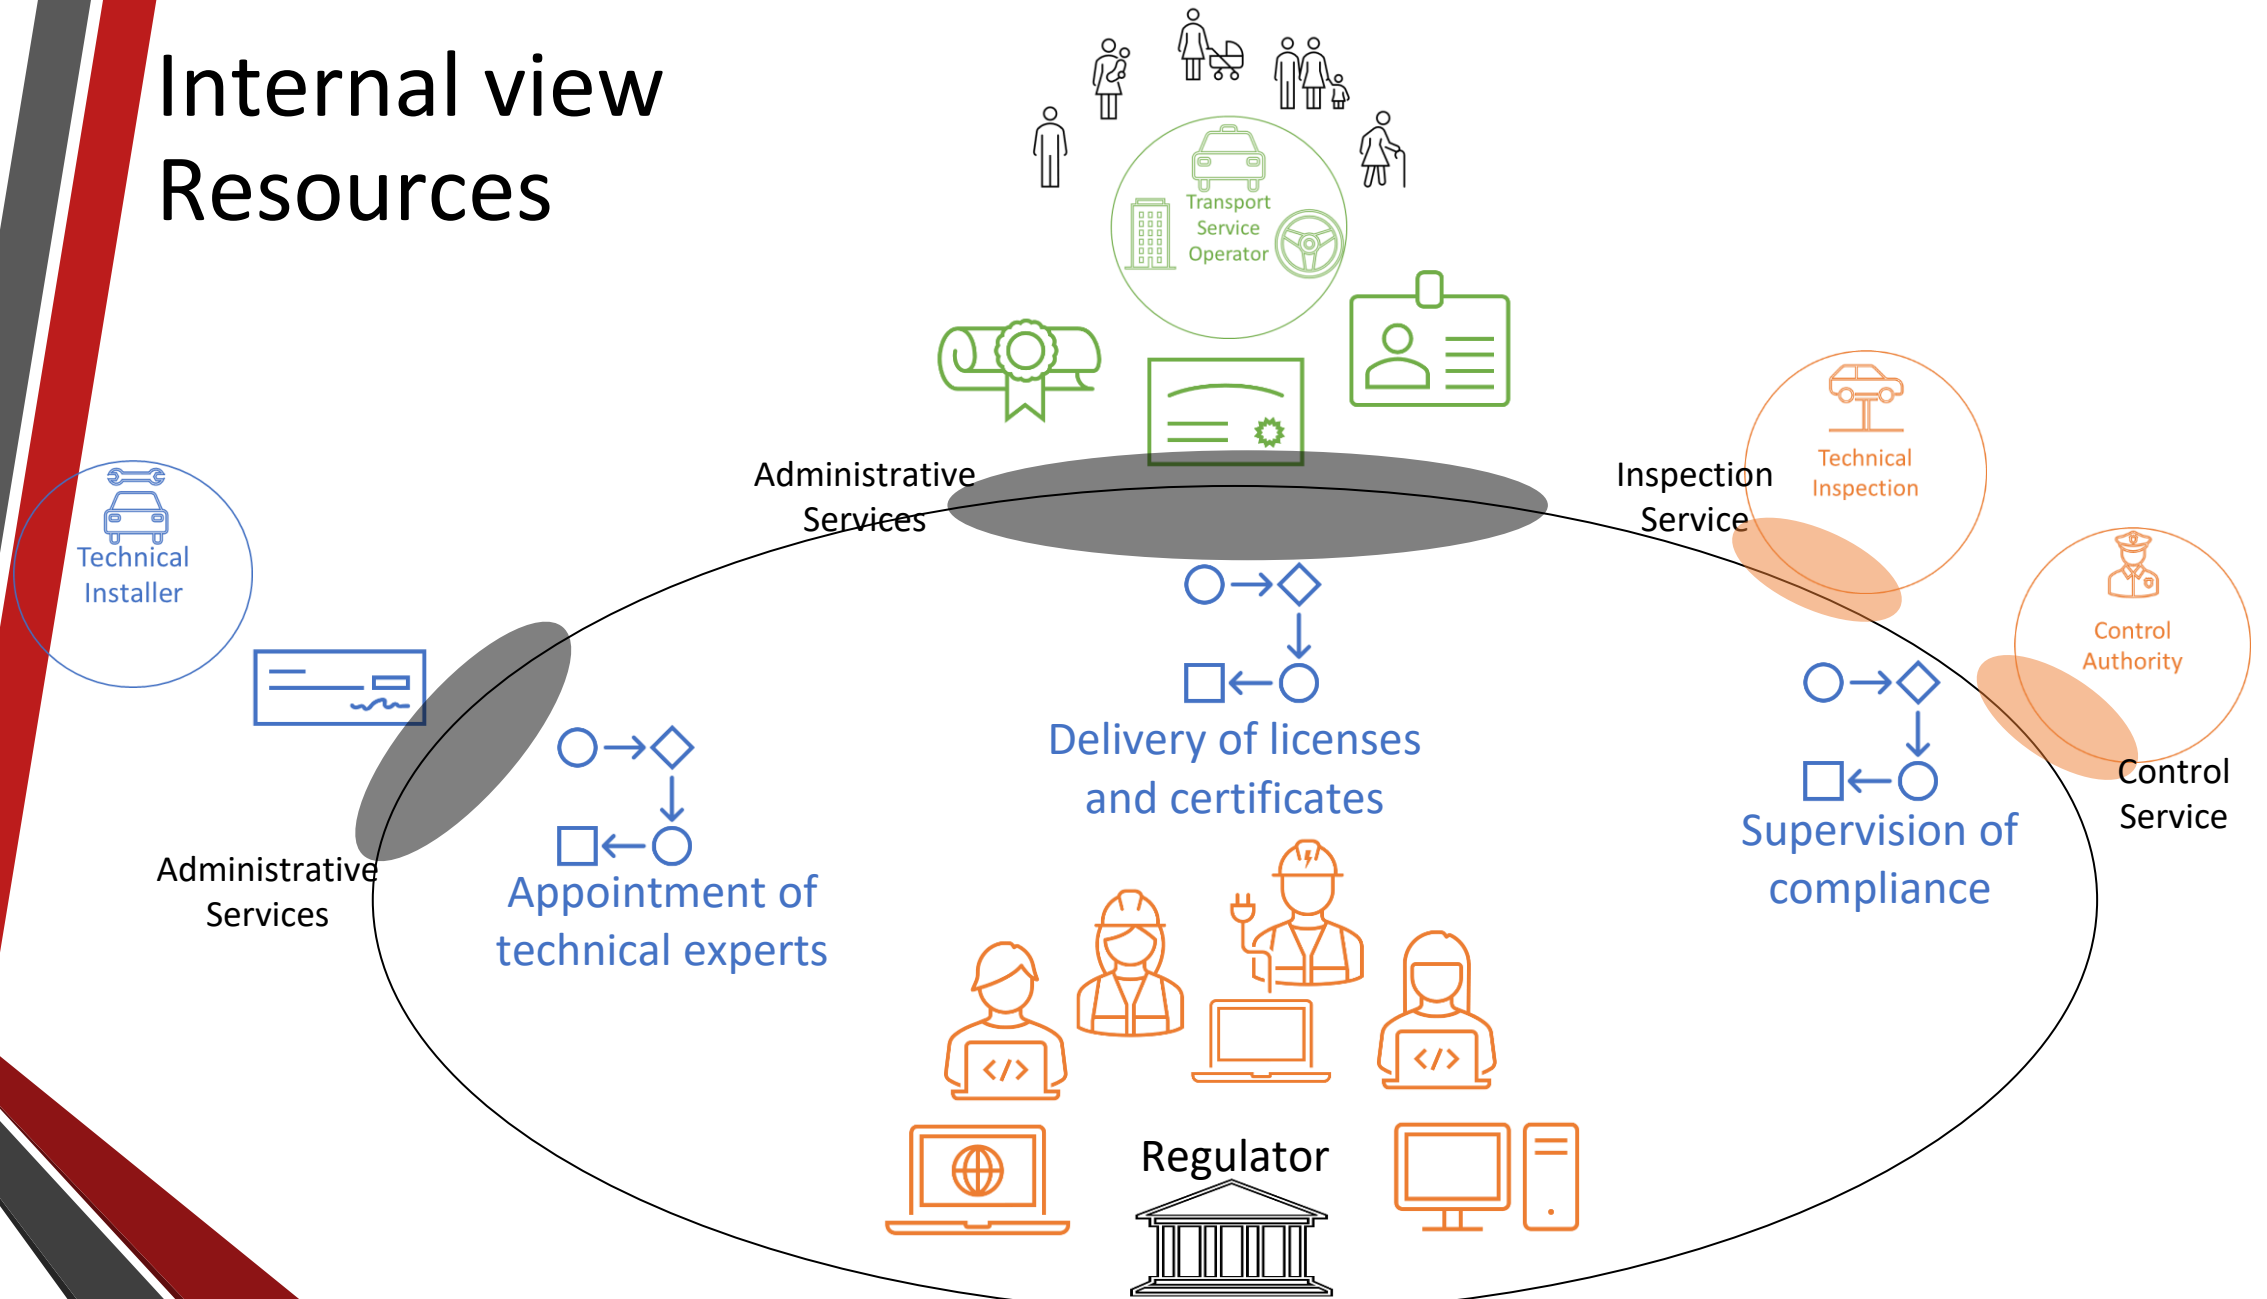 Internal view
Resources
Transport
Service
Operator
Administrative
Services
Inspection
Service
Technical
Inspection
Technical
Installer
Control
Authority
Control
Service
Delivery of licenses
and certificates
Supervision of
compliance
Administrative
Services
Appointment of
technical experts
</>
</>
Regulator